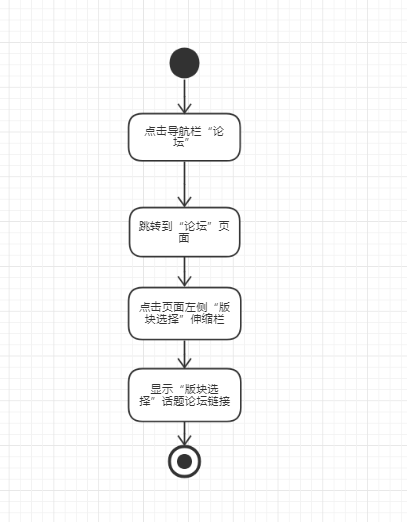 点击导航栏“论
坛”
跳转到“论坛”页
面
点击页面左侧“版
块选择”伸缩栏
显示“版块选
择”话题论坛链接